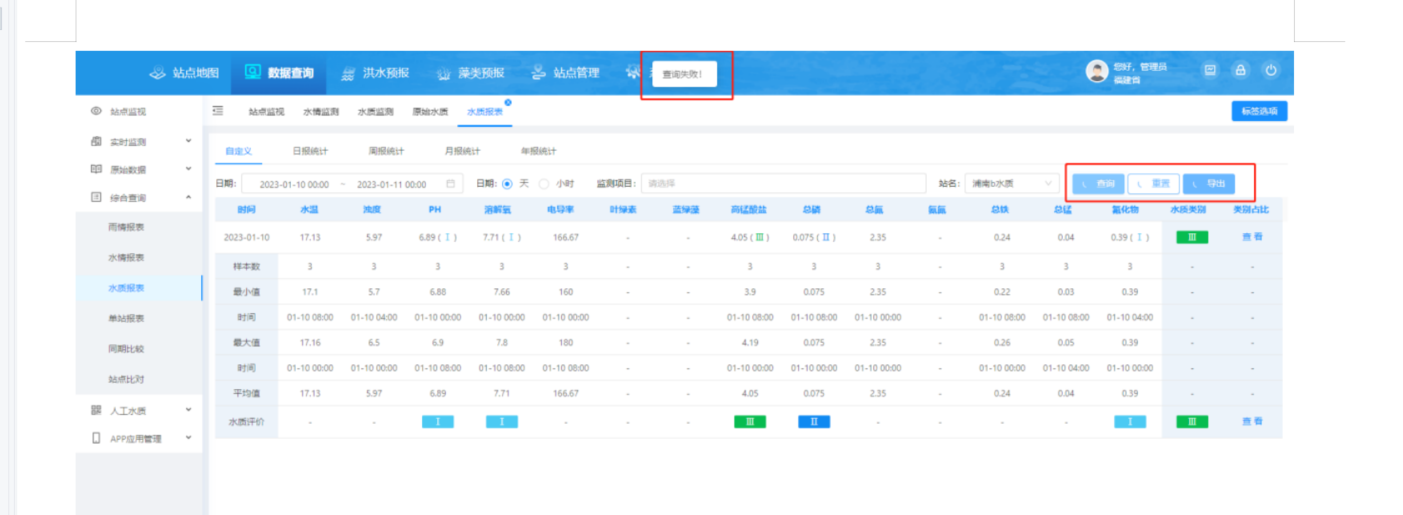 站点地图 数据查询 洪水预报 藻类预报 站点管理 查询失败! 您好, 管理员
福建省
站点监视 站点监视 水情监测 水质监测 原始水质 水质报表 标签选项
实时监测
自定义 日报统计 周报统计 月报统计 年报统计
原始数据
日期: 2023-01-10 00:00 ~ 2023-01-11 00:00 日期: 天 小时 监测项目: 请选择 站名: 浦南b水质 查询 重置 导出
综合查询
时间 水温 浊度 PH 溶解氧 电导率 叶绿素 蓝绿藻 高锰酸盐 总磷 总氮 氨氮 总铁 总锰 氯化物 水质类别 类别占比
雨情报表
2023-01-10 17.13 5.97 6.89 ( Ⅰ ) 7.71 ( Ⅰ ) 166.67 - - 4.05 ( Ⅲ ) 0.075 ( Ⅱ ) 2.35 - 0.24 0.04 0.39 ( Ⅰ ) Ⅲ 查 看
水情报表
样本数 3 3 3 3 3 - - 3 3 3 - 3 3 3 - -
水质报表
最小值 17.1 5.7 6.88 7.66 160 - - 3.9 0.075 2.35 - 0.22 0.03 0.39 - -
单站报表
时间 01-10 08:00 01-10 04:00 01-10 00:00 01-10 00:00 01-10 00:00 - - 01-10 08:00 01-10 08:00 01-10 00:00 - 01-10 08:00 01-10 08:00 01-10 04:00 - -
同期比较
最大值 17.16 6.5 6.9 7.8 180 - - 4.19 0.075 2.35 - 0.26 0.05 0.39 - -
站点比对
时间 01-10 00:00 01-10 00:00 01-10 08:00 01-10 08:00 01-10 08:00 - - 01-10 00:00 01-10 00:00 01-10 00:00 - 01-10 00:00 01-10 04:00 01-10 00:00 - -
平均值 17.13 5.97 6.89 7.71 166.67 - - 4.05 0.075 2.35 - 0.24 0.04 0.39 - -
人工水质
水质评价 - - Ⅰ Ⅰ - - - Ⅲ Ⅱ - - - - Ⅰ Ⅲ 查 看
APP应用管理